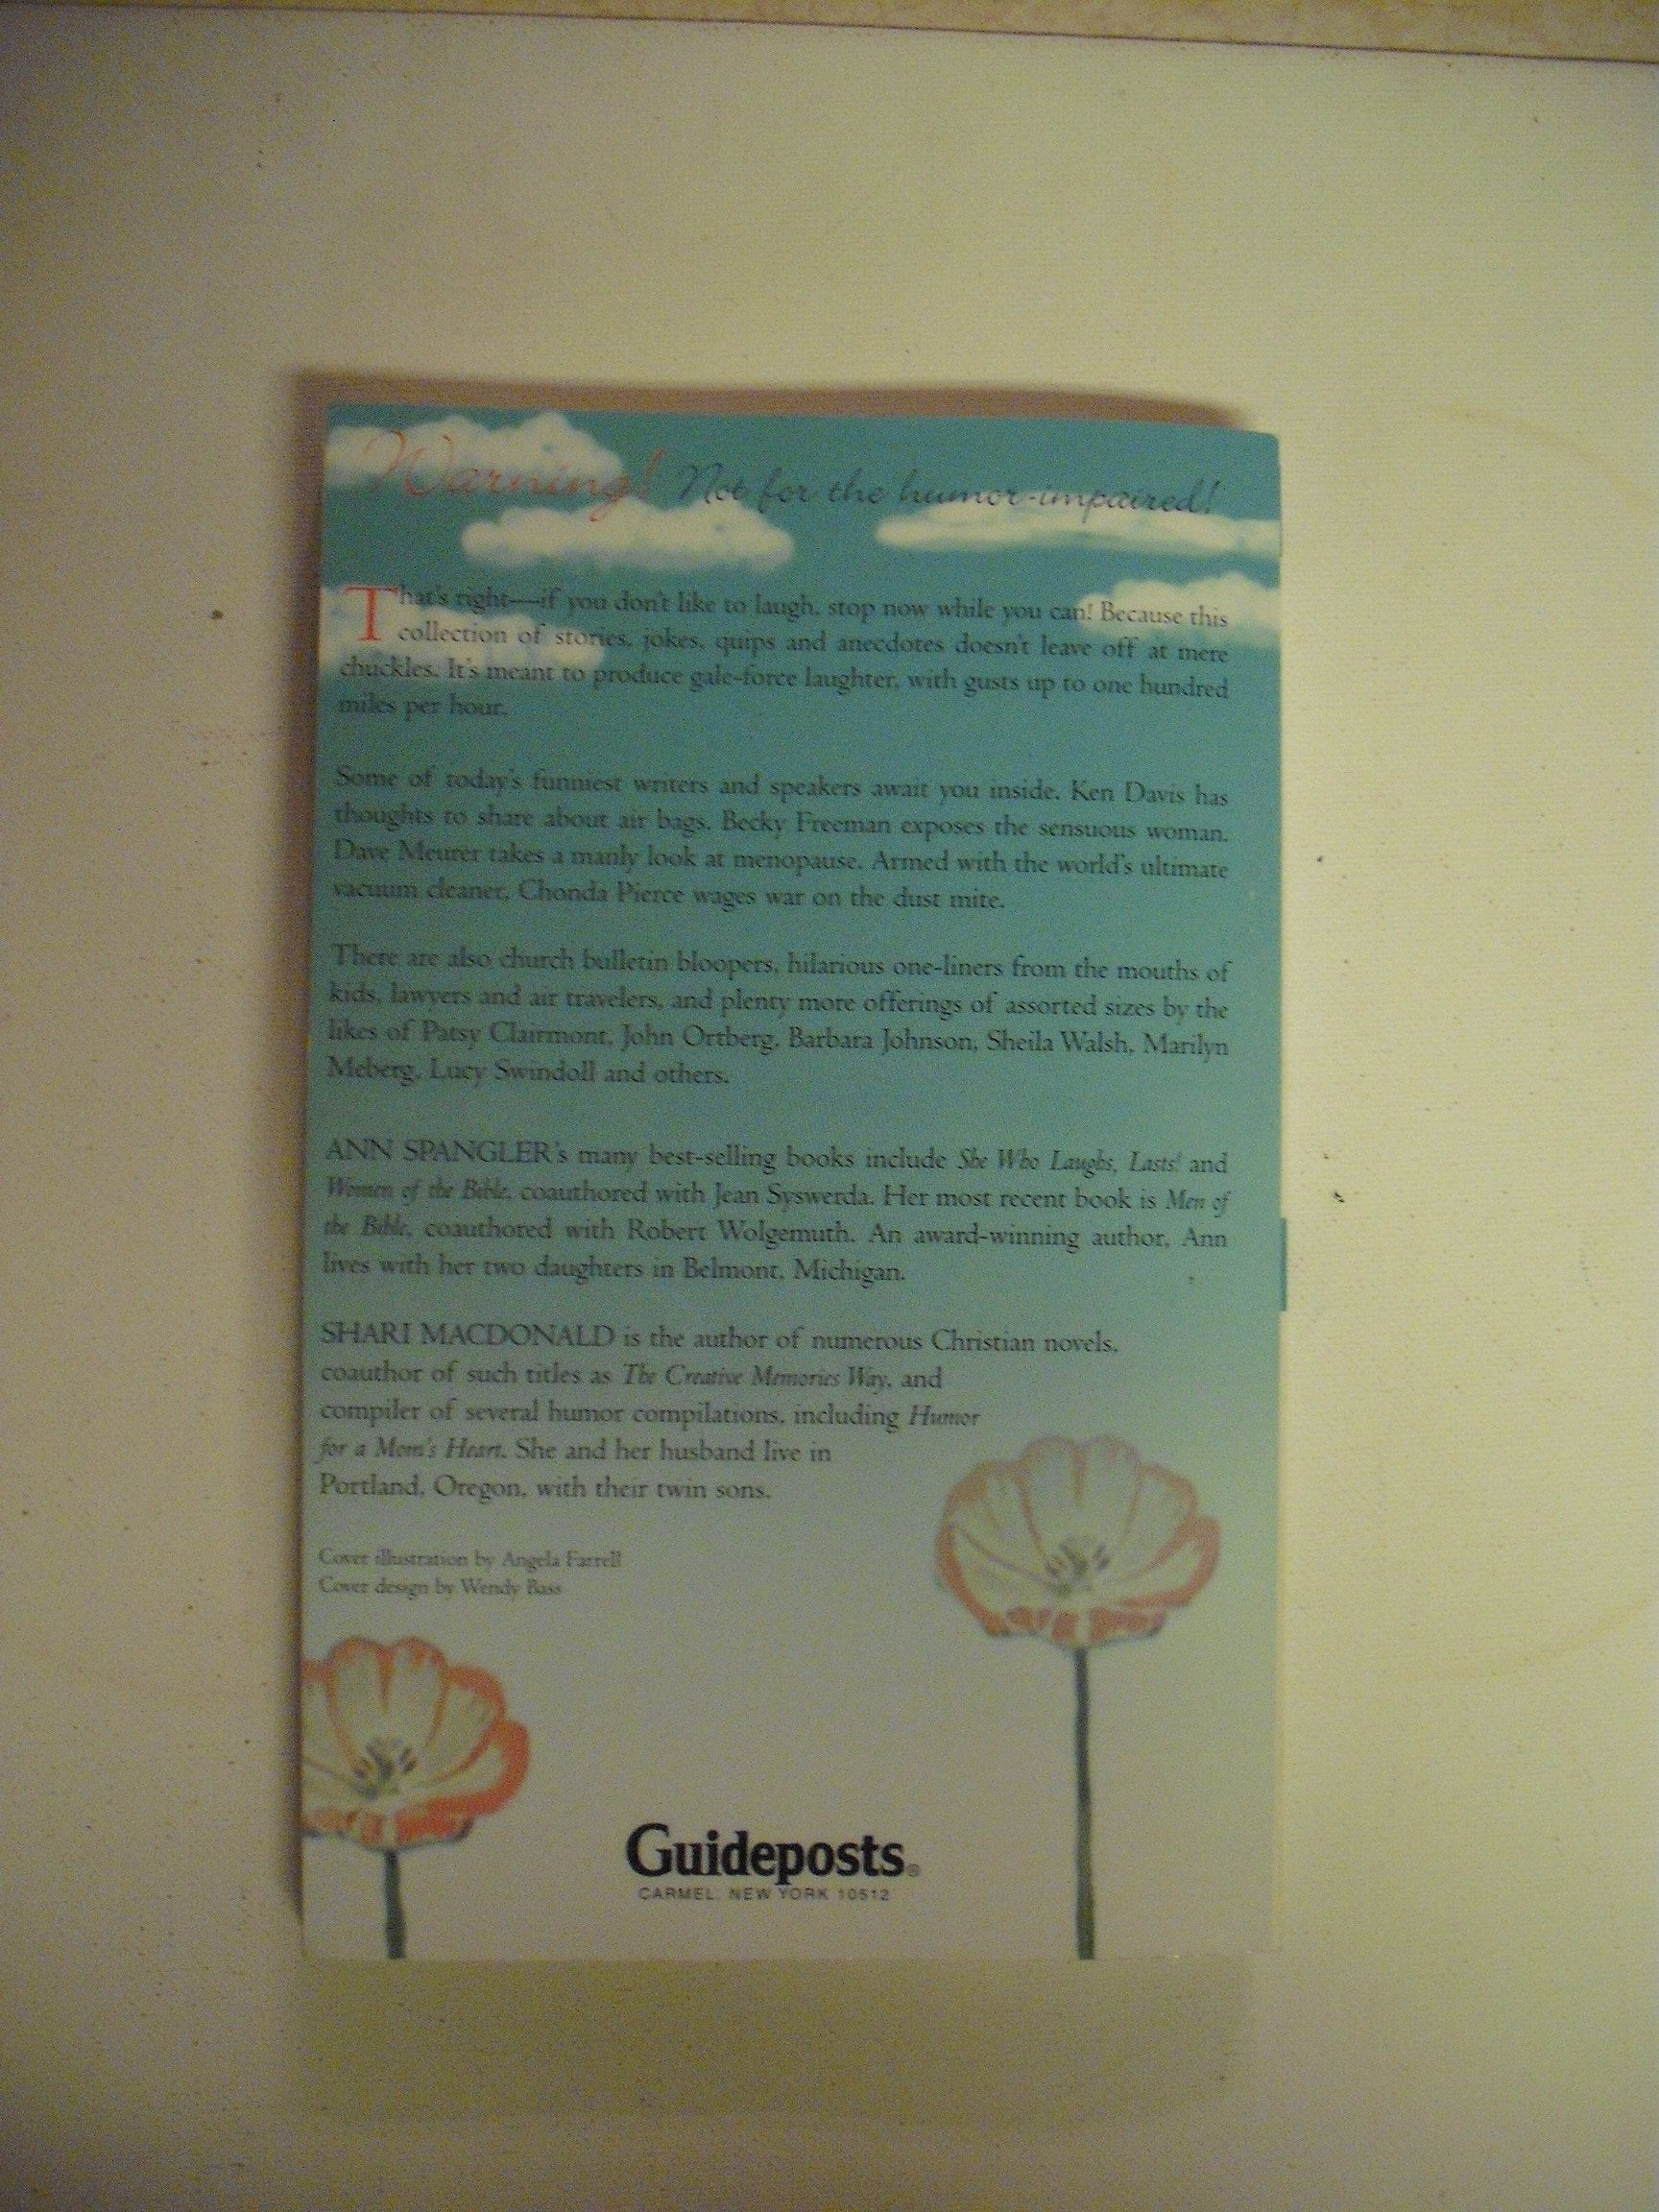 Warning! Not for the humor-impaired!
That's right—if you don't like to laugh, stop now while you can! Because this
collection of stories, jokes, quips and anecdotes doesn't leave off at mere
chuckles. It's meant to produce gale-force laughter, with gusts up to one hundred
miles per hour.
Some of today's funniest writers and speakers await you inside. Ken Davis has
thoughts to share about air bags. Becky Freeman exposes the sensuous woman.
Dave Meurer takes a manly look at menopause. Armed with the world's ultimate
vacuum cleaner, Chonda Pierce wages war on the dust mite.
There are also church bulletin bloopers, hilarious one-liners from the mouths of
kids, lawyers and air travelers, and plenty more offerings of assorted sizes by the
likes of Patsy Clairmont, John Ortberg, Barbara Johnson, Sheila Walsh, Marilyn
Meberg, Lucy Swindoll and others.
ANN SPANGLER's many best-selling books include She Who Laughs, Lasts! and
Women of the Bible, coauthored with Jean Syswerda. Her most recent book is Men of
the Bible, coauthored with Robert Wolgemuth. An award-winning author, Ann
lives with her two daughters in Belmont, Michigan.
SHARI MACDONALD is the author of numerous Christian novels,
coauthor of such titles as The Creative Memories Way, and
compiler of several humor compilations, including Humor
for a Mom's Heart. She and her husband live in
Portland, Oregon, with their twin sons.
Cover illustration by Angela Farrell
Cover design by Wendy Bass
Guideposts®
CARMEL, NEW YORK 10512